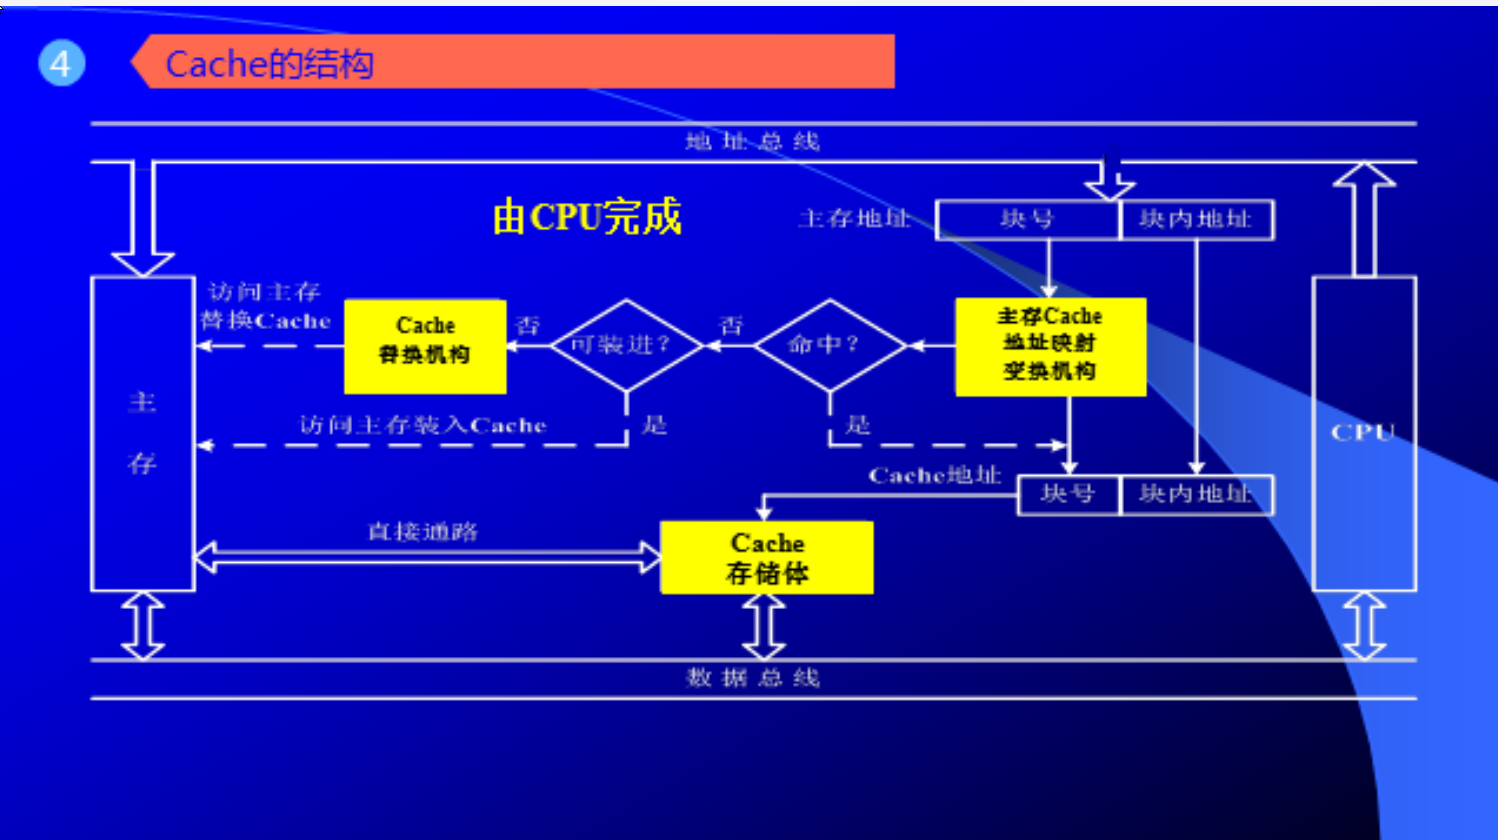 4
Cache的结构
地址总线
由CPU完成
主存地址
块号
块内地址
访问主存
替换Cache
Cache
替换机构
否
可装进?
否
命中?
主存Cache
地址映射
变换机构
主
存
访问主存装入Cache
是
是
CPU
Cache地址
块号
块内地址
直接通路
Cache
存储体
数据总线